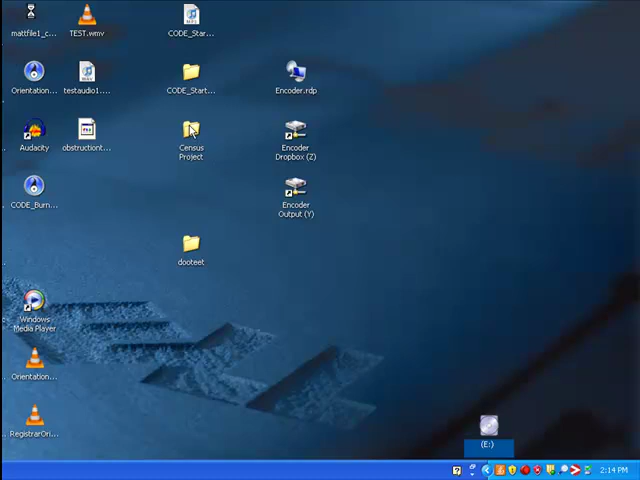 mattfile1_c...
TEST.wmv
CODE_Star...
Orientation...
testaudio1....
CODE_Start...
Encoder.rdp
Audacity
obstructiont...
Census
Project
Encoder
Dropbox (Z)
CODE_Burn...
Encoder
Output (Y)
dooteet
Windows
Media Player
Orientation...
RegistrarOri...
(E:)
2:14 PM